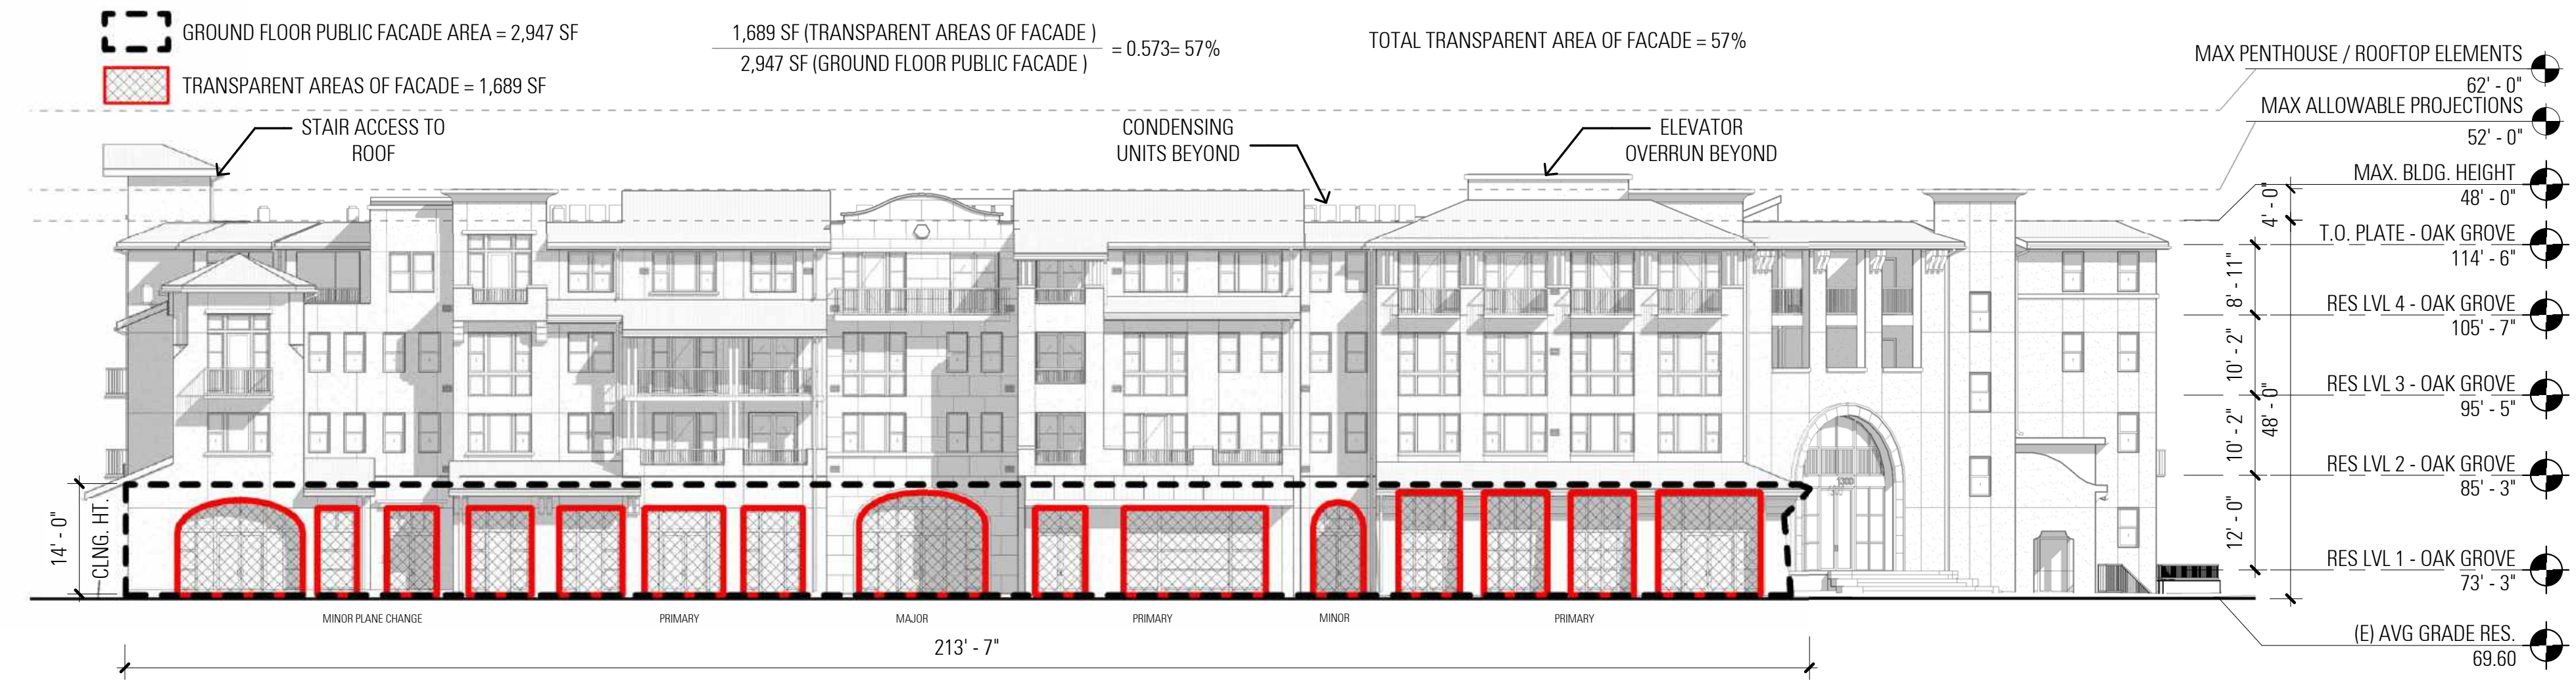 GROUND FLOOR PUBLIC FACADE AREA = 2,947 SF
TRANSPARENT AREAS OF FACADE = 1,689 SF
1,689 SF (TRANSPARENT AREAS OF FACADE )
2,947 SF (GROUND FLOOR PUBLIC FACADE )
= 0.573= 57%
TOTAL TRANSPARENT AREA OF FACADE = 57%
STAIR ACCESS TO
ROOF
CONDENSING
UNITS BEYOND
ELEVATOR
OVERRUN BEYOND
MAX PENTHOUSE / ROOFTOP ELEMENTS
62' - 0"
MAX ALLOWABLE PROJECTIONS
52' - 0"
MAX. BLDG. HEIGHT
48' - 0"
T.O. PLATE - OAK GROVE
114' - 6"
RES LVL 4 - OAK GROVE
105' - 7"
RES LVL 3 - OAK GROVE
95' - 5"
RES LVL 2 - OAK GROVE
85' - 3"
RES LVL 1 - OAK GROVE
73' - 3"
(E) AVG GRADE RES.
69.60
4' - 0"
8' - 11"
10' - 2"
10' - 2"
48' - 0"
12' - 0"
14' - 0"
CLNG. HT.
1300
MINOR PLANE CHANGE
PRIMARY
MAJOR
PRIMARY
MINOR
PRIMARY
213' - 7"